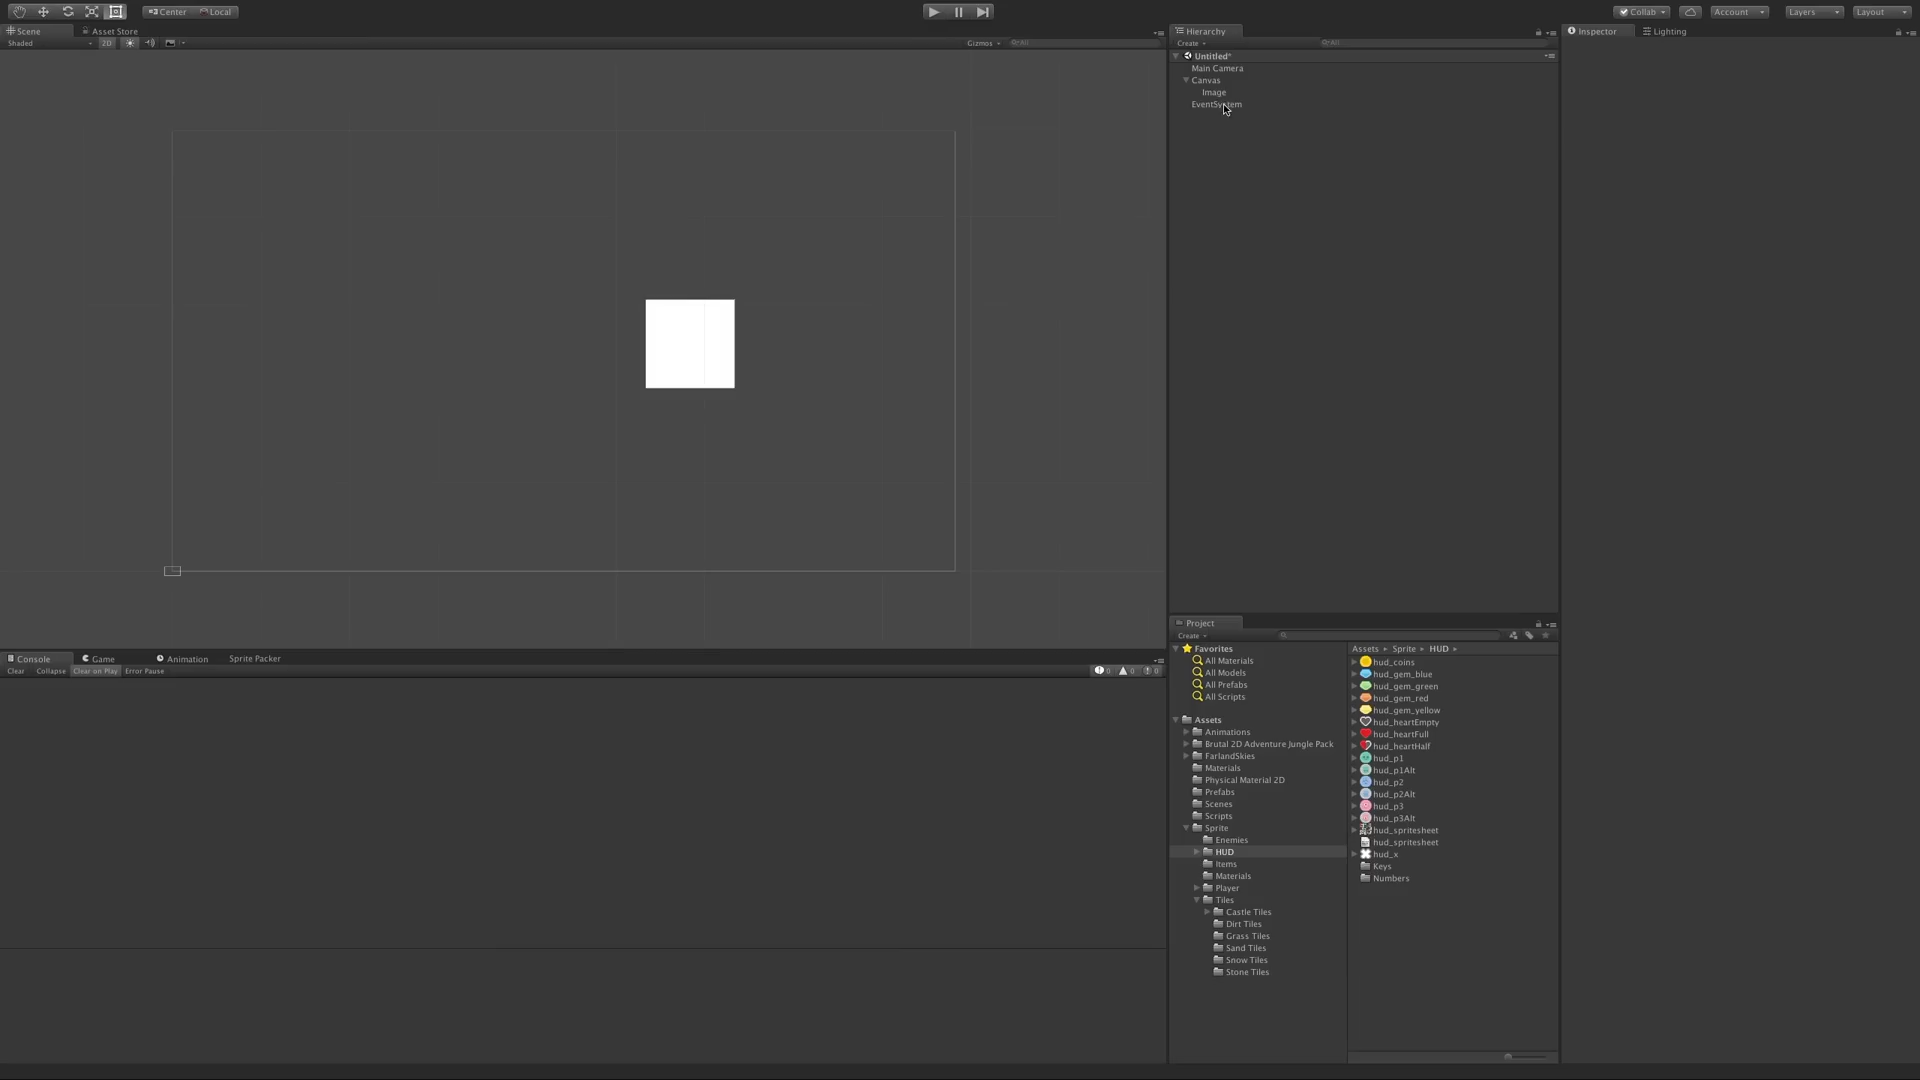 Center
Local
Collab
Account
Layers
Layout
Scene
Asset Store
Shaded
2D
Gizmos
All
Hierarchy
Create
All
Untitled*
Main Camera
Canvas
Image
EventSystem
Inspector
Lighting
Console
Game
Animation
Sprite Packer
Clear
Collapse
Clear on Play
Error Pause
0
0
0
Project
Create
Favorites
All Materials
All Models
All Prefabs
All Scripts
Assets
Animations
Brutal 2D Adventure Jungle Pack
FarlandSkies
Materials
Physical Material 2D
Prefabs
Scenes
Scripts
Sprite
Enemies
HUD
Items
Materials
Player
Tiles
Castle Tiles
Dirt Tiles
Grass Tiles
Sand Tiles
Snow Tiles
Stone Tiles
Assets Sprite HUD
hud_coins
hud_gem_blue
hud_gem_green
hud_gem_red
hud_gem_yellow
hud_heartEmpty
hud_heartFull
hud_heartHalf
hud_p1
hud_p1Alt
hud_p2
hud_p2Alt
hud_p3
hud_p3Alt
hud_spritesheet
hud_spritesheet
hud_x
Keys
Numbers